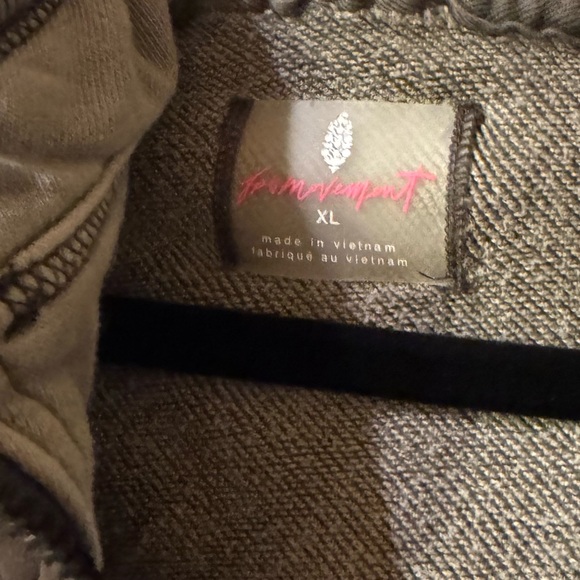 fpmovement
XL
made in vietnam
fabriqué au vietnam